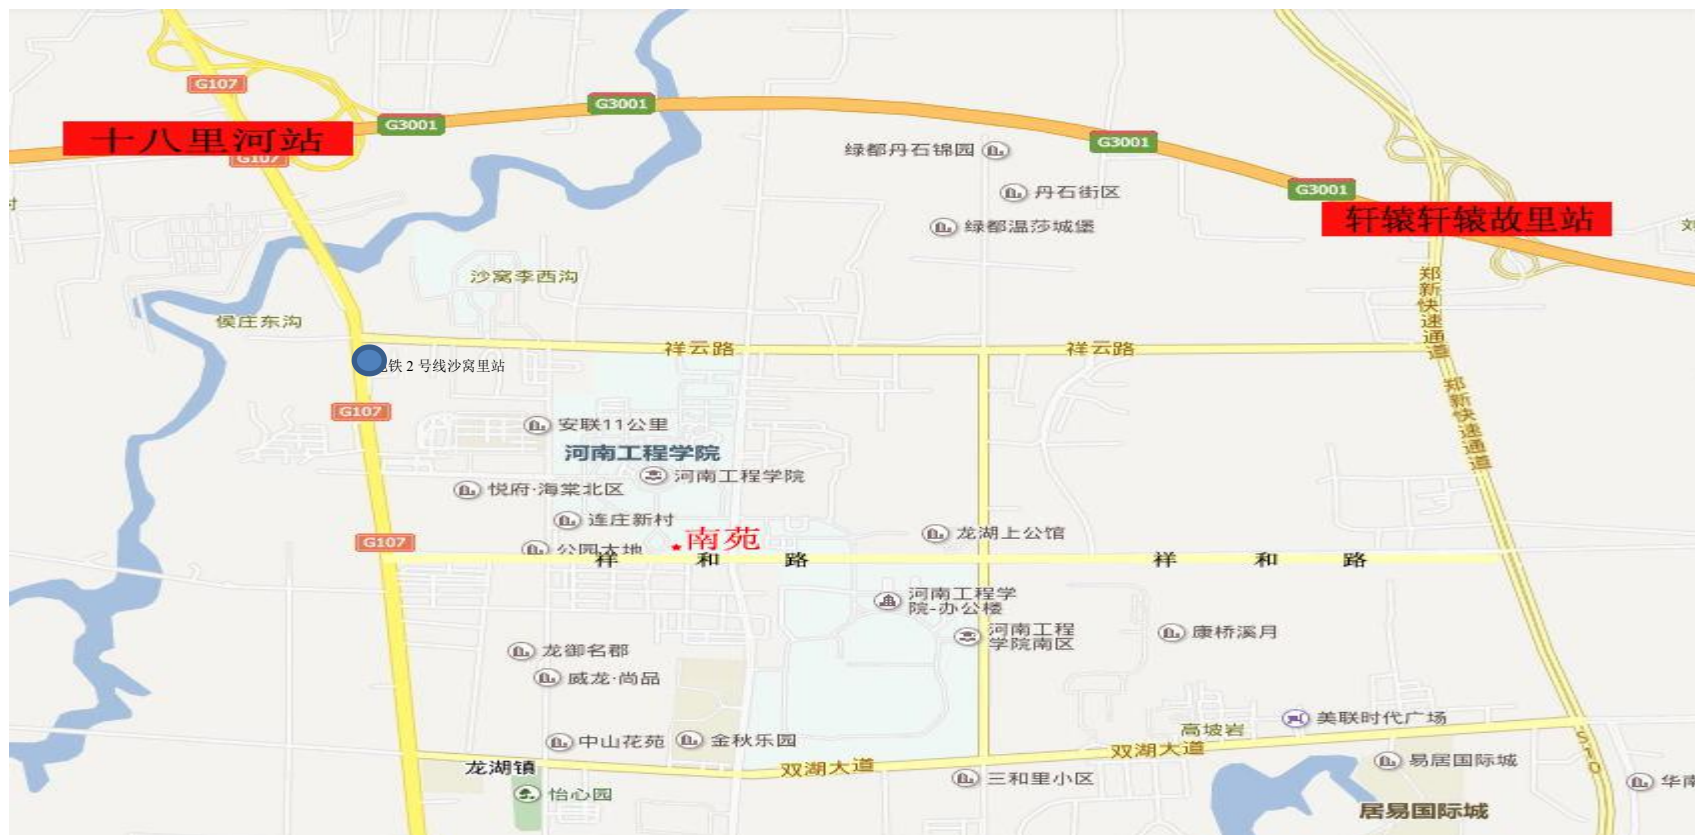 G107
G3001
G3001
十八里河站
G107
绿都丹石锦园
G3001
丹石街区
G3001
轩辕轩辕故里站
绿都温莎城堡
沙窝李西沟
郑新快速通道
侯庄东沟
祥云路
祥云路
铁 2 号线沙窝里站
郑新快速通道
G107
安联11公里
河南工程学院
河南工程学院
悦府·海棠北区
连庄新村
南苑
龙湖上公馆
G107
公园大地
祥 和 路
祥 和 路
河南工程学
院-办公楼
河南工程
学院南区
康桥溪月
龙御名郡
威龙·尚品
美联时代广场
高坡岩
中山花苑
金秋乐园
双湖大道
龙湖镇
双湖大道
S1O
易居国际城
三和里小区
华南
怡心园
居易国际城